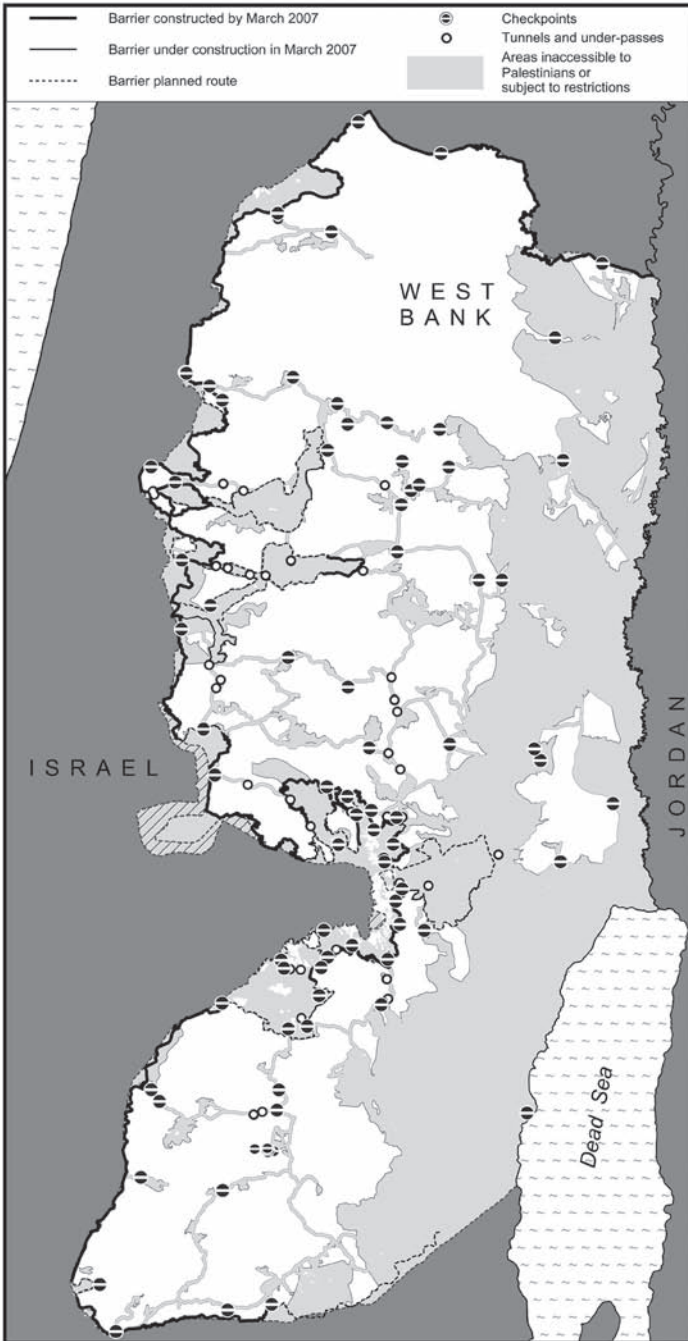 Barrier constructed by March 2007
Barrier under construction in March 2007
Barrier planned route
Checkpoints
Tunnels and under-passes
Areas inaccessible to
Palestinians or
subject to restrictions
WEST
BANK
ISRAEL
JORDAN
Dead Sea